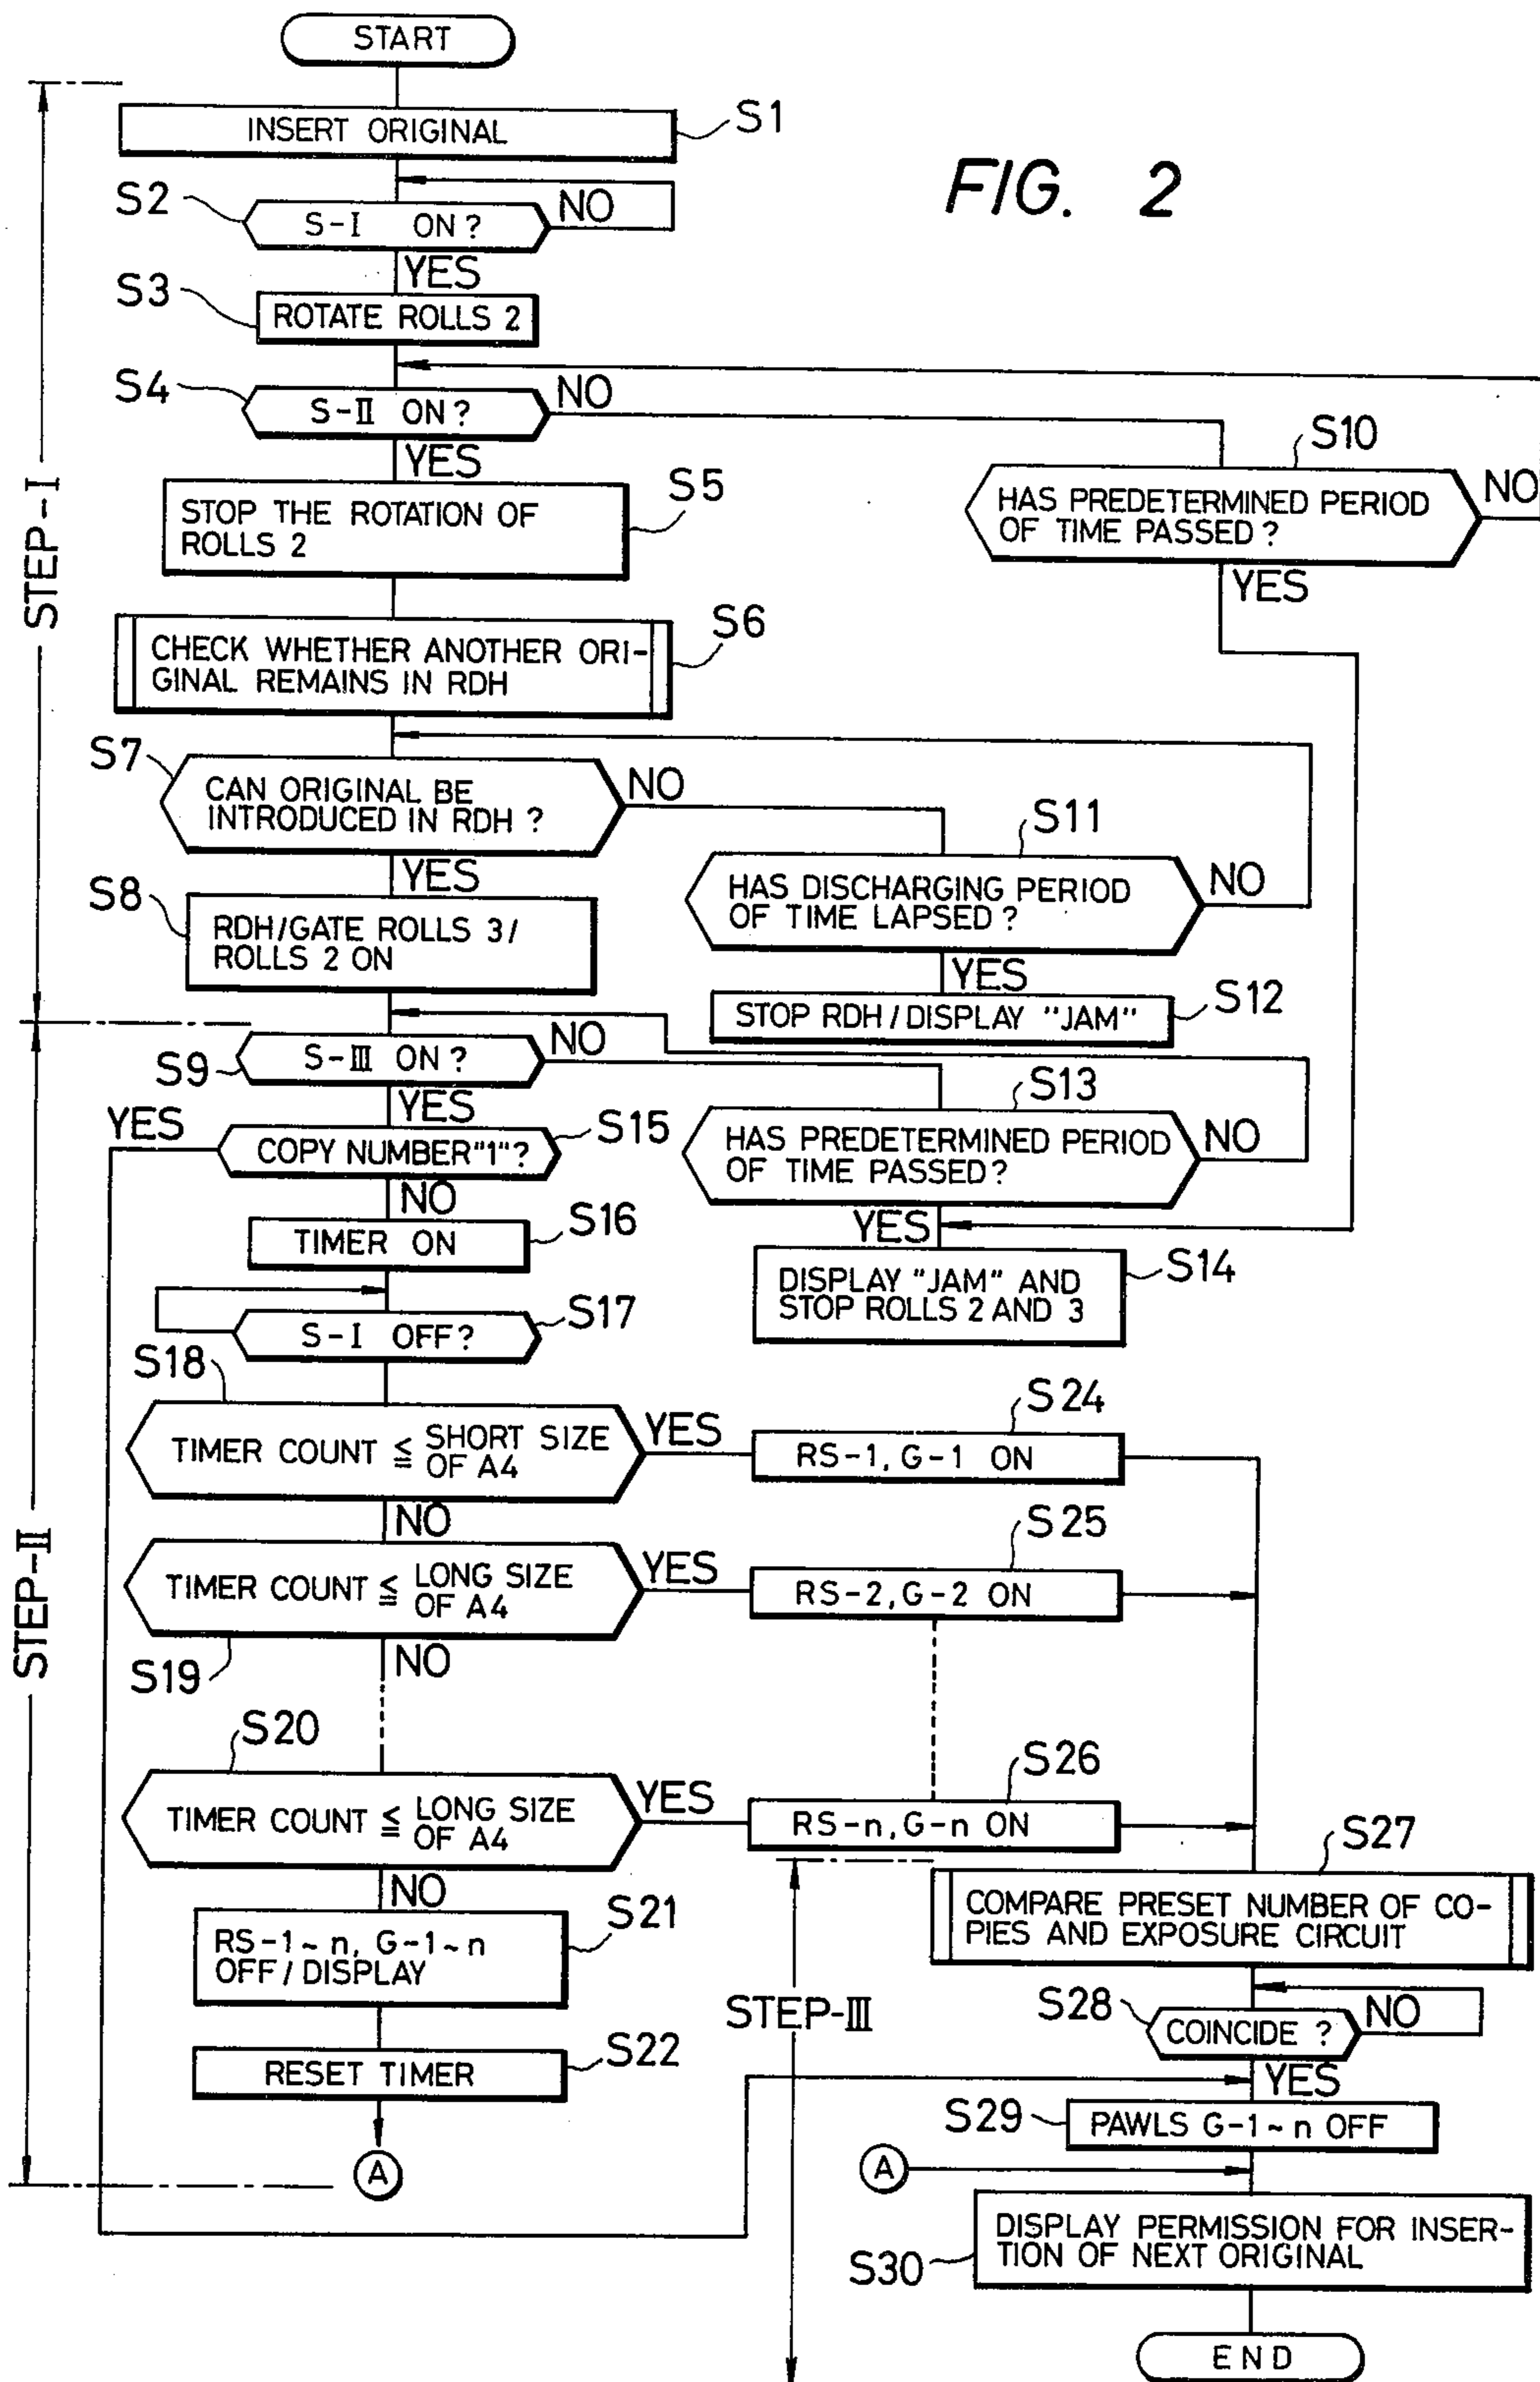 FIG. 2
START
STEP-I
INSERT ORIGINAL
S1
S2
S-I ON?
NO
YES
S3
ROTATE ROLLS 2
S4
S-II ON?
NO
YES
S10
HAS PREDETERMINED PERIOD
OF TIME PASSED?
NO
YES
S5
STOP THE ROTATION OF
ROLLS 2
S6
CHECK WHETHER ANOTHER ORI-
GINAL REMAINS IN RDH
S7
CAN ORIGINAL BE
INTRODUCED IN RDH ?
NO
YES
S11
HAS DISCHARGING PERIOD
OF TIME LAPSED?
NO
YES
S8
RDH/GATE ROLLS 3/
ROLLS 2 ON
S12
STOP RDH/DISPLAY "JAM"
STEP-II
S9
S-III ON?
NO
YES
S13
HAS PREDETERMINED PERIOD
OF TIME PASSED?
NO
YES
S14
DISPLAY "JAM" AND
STOP ROLLS 2 AND 3
YES
COPY NUMBER "1"?
S15
NO
TIMER ON
S16
S-I OFF?
S17
S18
TIMER COUNT ≦ SHORT SIZE
OF A4
YES
S24
RS-1, G-1 ON
NO
S19
TIMER COUNT ≦ LONG SIZE
OF A4
YES
S25
RS-2, G-2 ON
NO
S20
TIMER COUNT ≦ LONG SIZE
OF A4
YES
S26
RS-n, G-n ON
NO
S21
RS-1~n, G-1~n
OFF/DISPLAY
S22
RESET TIMER
A
STEP-III
S27
COMPARE PRESET NUMBER OF CO-
PIES AND EXPOSURE CIRCUIT
S28
COINCIDE ?
NO
YES
S29
PAWLS G-1~n OFF
A
S30
DISPLAY PERMISSION FOR INSER-
TION OF NEXT ORIGINAL
END